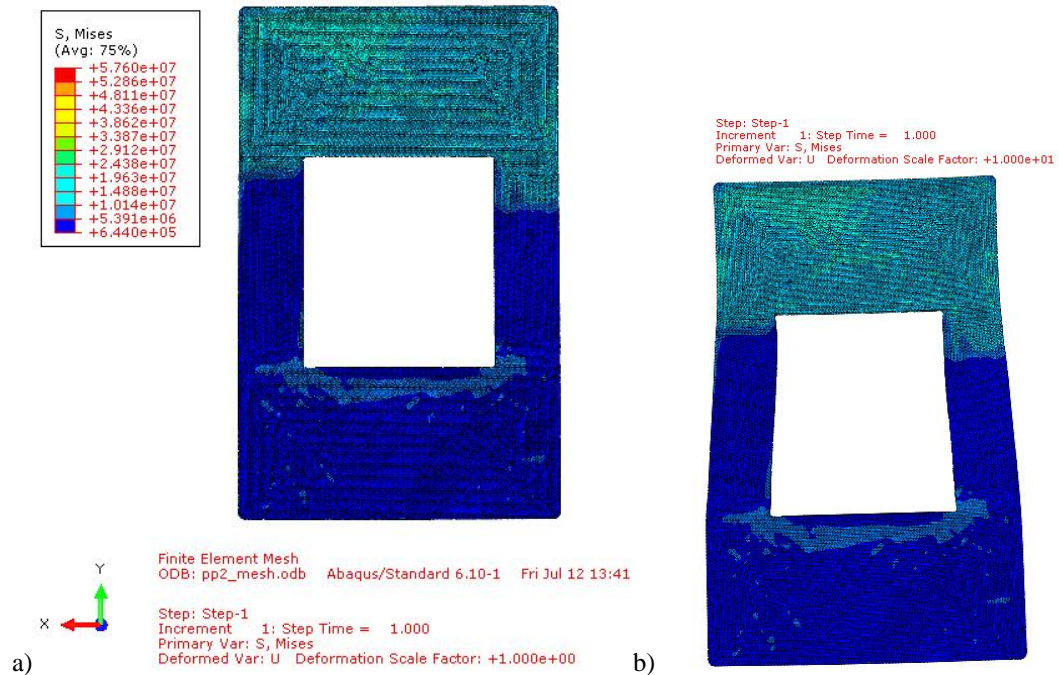 S, Mises
(Avg: 75%)
+5.760e+07
+5.286e+07
+4.811e+07
+4.336e+07
+3.862e+07
+3.387e+07
+2.912e+07
+2.438e+07
+1.963e+07
+1.488e+07
+1.014e+07
+5.391e+06
+6.440e+05
Step: Step-1
Increment 1: Step Time = 1.000
Primary Var: S, Mises
Deformed Var: U Deformation Scale Factor: +1.000e+01
Y
X
Finite Element Mesh
ODB: pp2_mesh.odb Abaqus/Standard 6.10-1 Fri Jul 12 13:41
Step: Step-1
Increment 1: Step Time = 1.000
Primary Var: S, Mises
Deformed Var: U Deformation Scale Factor: +1.000e+00
a)
b)